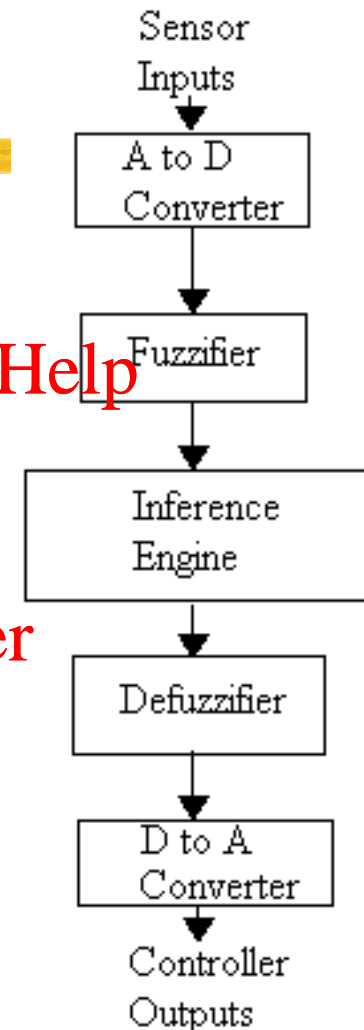 Sensor
Inputs
A to D
Converter
Help
Fuzzifier
Inference
Engine
er
Defuzzifier
D to A
Converter
Controller
Outputs